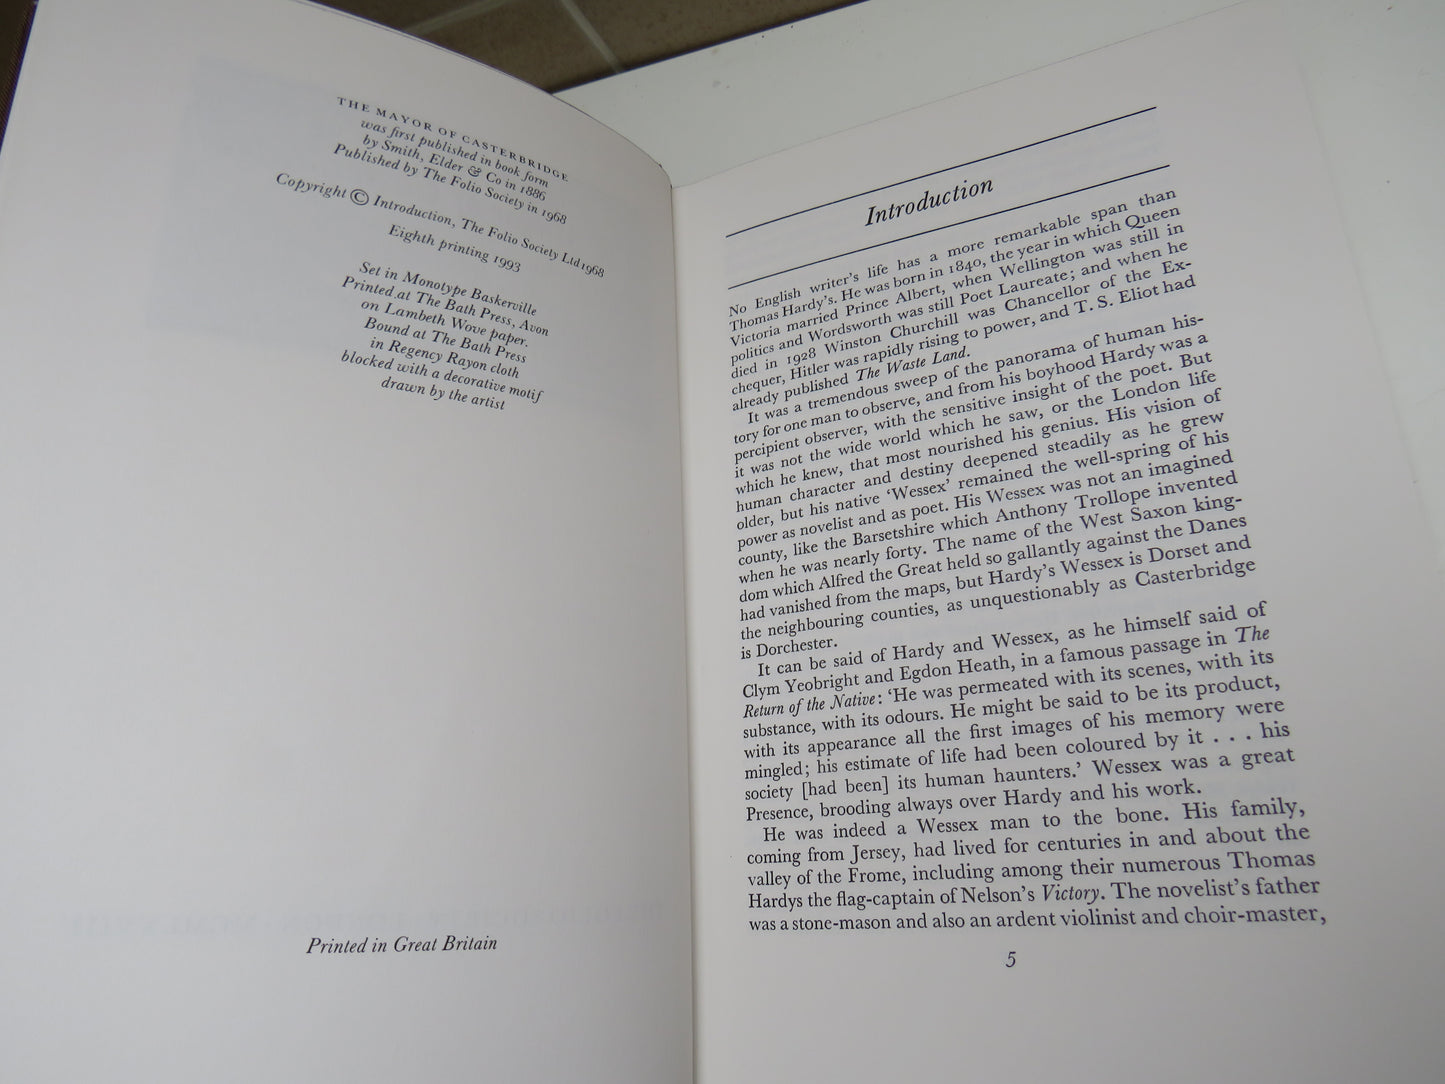 THE MAYOR OF CASTERBRIDGE
was first published in book form
by Smith, Elder & Co in 1886
Published by The Folio Society in 1968
Copyright © Introduction, The Folio Society Ltd 1968
Eighth printing 1993
Set in Monotype Baskerville
Printed at The Bath Press, Avon
on Lambeth Wove paper.
Bound at The Bath Press
in Regency Rayon cloth
blocked with a decorative motif
drawn by the artist
Printed in Great Britain
Introduction
No English writer's life has a more remarkable span than
Thomas Hardy's. He was born in 1840, the year in which Queen
Victoria married Prince Albert, when Wellington was still in
politics and Wordsworth was still Poet Laureate; and when he
died in 1928 Winston Churchill was Chancellor of the Ex-
chequer, Hitler was rapidly rising to power, and T. S. Eliot had
already published The Waste Land.
It was a tremendous sweep of the panorama of human his-
tory for one man to observe, and from his boyhood Hardy was a
percipient observer, with the sensitive insight of the poet. But
it was not the wide world which he saw, or the London life
which he knew, that most nourished his genius. His vision of
human character and destiny deepened steadily as he grew
older, but his native 'Wessex' remained the well-spring of his
power as novelist and as poet. His Wessex was not an imagined
county, like the Barsetshire which Anthony Trollope invented
when he was nearly forty. The name of the West Saxon king-
dom which Alfred the Great held so gallantly against the Danes
had vanished from the maps, but Hardy's Wessex is Dorset and
the neighbouring counties, as unquestionably as Casterbridge
is Dorchester.
It can be said of Hardy and Wessex, as he himself said of
Clym Yeobright and Egdon Heath, in a famous passage in The
Return of the Native: 'He was permeated with its scenes, with its
substance, with its odours. He might be said to be its product,
with its appearance all the first images of his memory were
mingled; his estimate of life had been coloured by it . . . his
society [had been] its human haunters.' Wessex was a great
Presence, brooding always over Hardy and his work.
He was indeed a Wessex man to the bone. His family,
coming from Jersey, had lived for centuries in and about the
valley of the Frome, including among their numerous Thomas
Hardys the flag-captain of Nelson's Victory. The novelist's father
was a stone-mason and also an ardent violinist and choir-master,
5